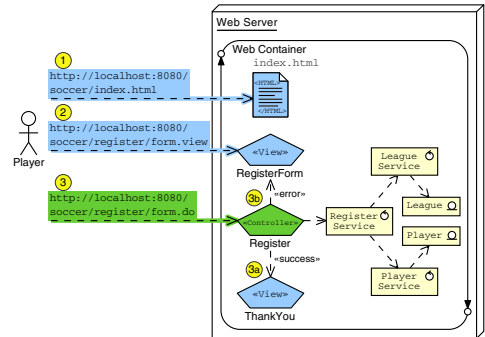 Web Server
Web Container
index.html
1
http://localhost:8080/
soccer/index.html
<HTML>
</HTML>
2
http://localhost:8080/
soccer/register/form.view
«View»
RegisterForm
Player
League
Service
3
http://localhost:8080/
soccer/register/form.do
3b
«error»
League
«Controller»
Register
Register
Service
Player
3a
«success»
Player
Service
«View»
ThankYou